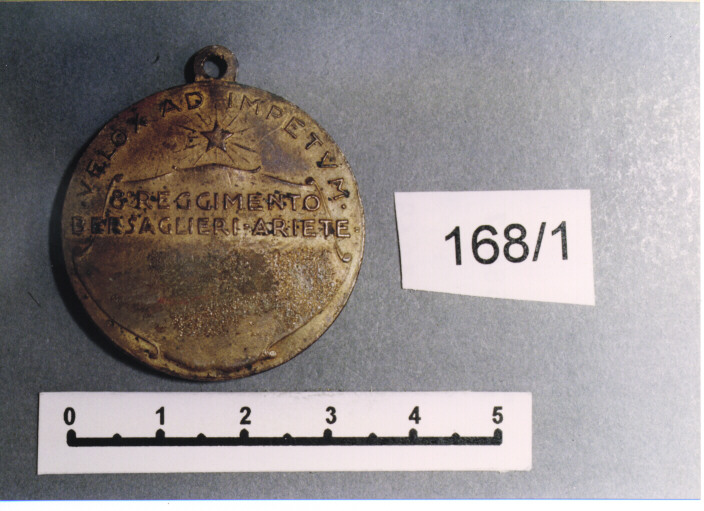 ·VELOX AD IMPETVM·
8° REGGIMENTO
BERSAGLIERI·ARIETE
168/1
0 1 2 3 4 5